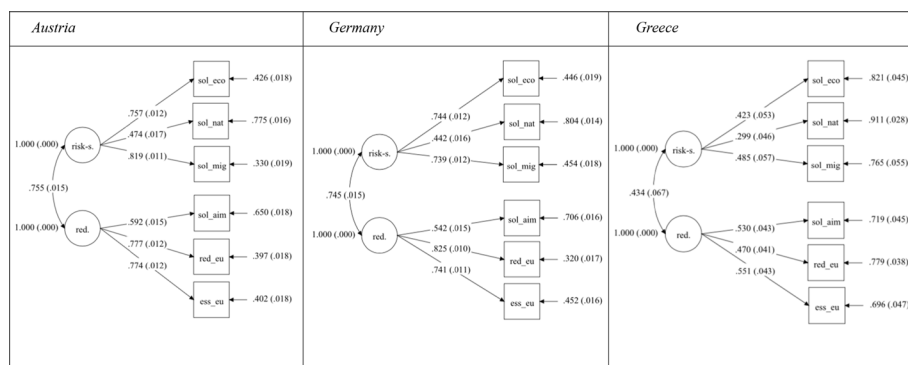 Austria
sol_eco
.426 (.018)
.757 (.012)
.474 (.017)
.819 (.011)
sol_nat
.775 (.016)
1.000 (.000)
risk-s.
sol_mig
.330 (.019)
.755 (.015)
1.000 (.000)
red.
.592 (.015)
.777 (.012)
.774 (.012)
sol_aim
.650 (.018)
red_eu
.397 (.018)
ess_eu
.402 (.018)
Germany
sol_eco
.446 (.019)
.744 (.012)
.442 (.016)
.739 (.012)
sol_nat
.804 (.014)
1.000 (.000)
risk-s.
sol_mig
.454 (.018)
.745 (.015)
1.000 (.000)
red.
.542 (.015)
.825 (.010)
.741 (.011)
sol_aim
.706 (.016)
red_eu
.320 (.017)
ess_eu
.452 (.016)
Greece
sol_eco
.821 (.045)
.423 (.053)
.299 (.046)
.485 (.057)
sol_nat
.911 (.028)
1.000 (.000)
risk-s.
sol_mig
.765 (.055)
.434 (.067)
1.000 (.000)
red.
.530 (.043)
.470 (.041)
.551 (.043)
sol_aim
.719 (.045)
red_eu
.779 (.038)
ess_eu
.696 (.047)